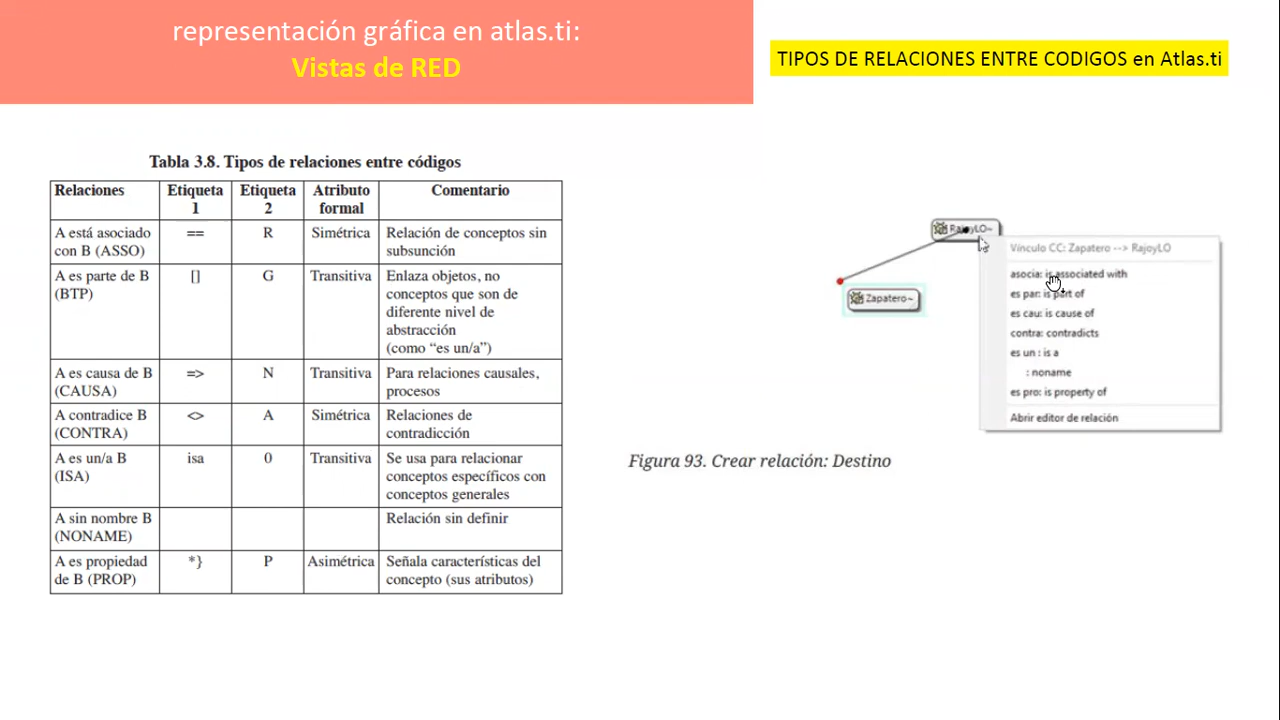 representación gráfica en atlas.ti:
Vistas de RED
TIPOS DE RELACIONES ENTRE CODIGOS en Atlas.ti
Tabla 3.8. Tipos de relaciones entre códigos
Relaciones Etiqueta 1 Etiqueta 2 Atributo formal Comentario
A está asociado con B (ASSO) == R Simétrica Relación de conceptos sin subsunción
A es parte de B (BTP) [] G Transitiva Enlaza objetos, no conceptos que son de diferente nivel de abstracción (como “es un/a”)
A es causa de B (CAUSA) => N Transitiva Para relaciones causales, procesos
A contradice B (CONTRA) <> A Simétrica Relaciones de contradicción
A es un/a B (ISA) isa 0 Transitiva Se usa para relacionar conceptos específicos con conceptos generales
A sin nombre B (NONAME) Relación sin definir
A es propiedad de B (PROP) *} P Asimétrica Señala características del concepto (sus atributos)
RajoyLO~
Zapatero~
Vínculo CC: Zapatero --> RajoyLO
asocia: is associated with
es par: is part of
es cau: is cause of
contra: contradicts
es un : is a
: noname
es pro: is property of
Abrir editor de relación
Figura 93. Crear relación: Destino